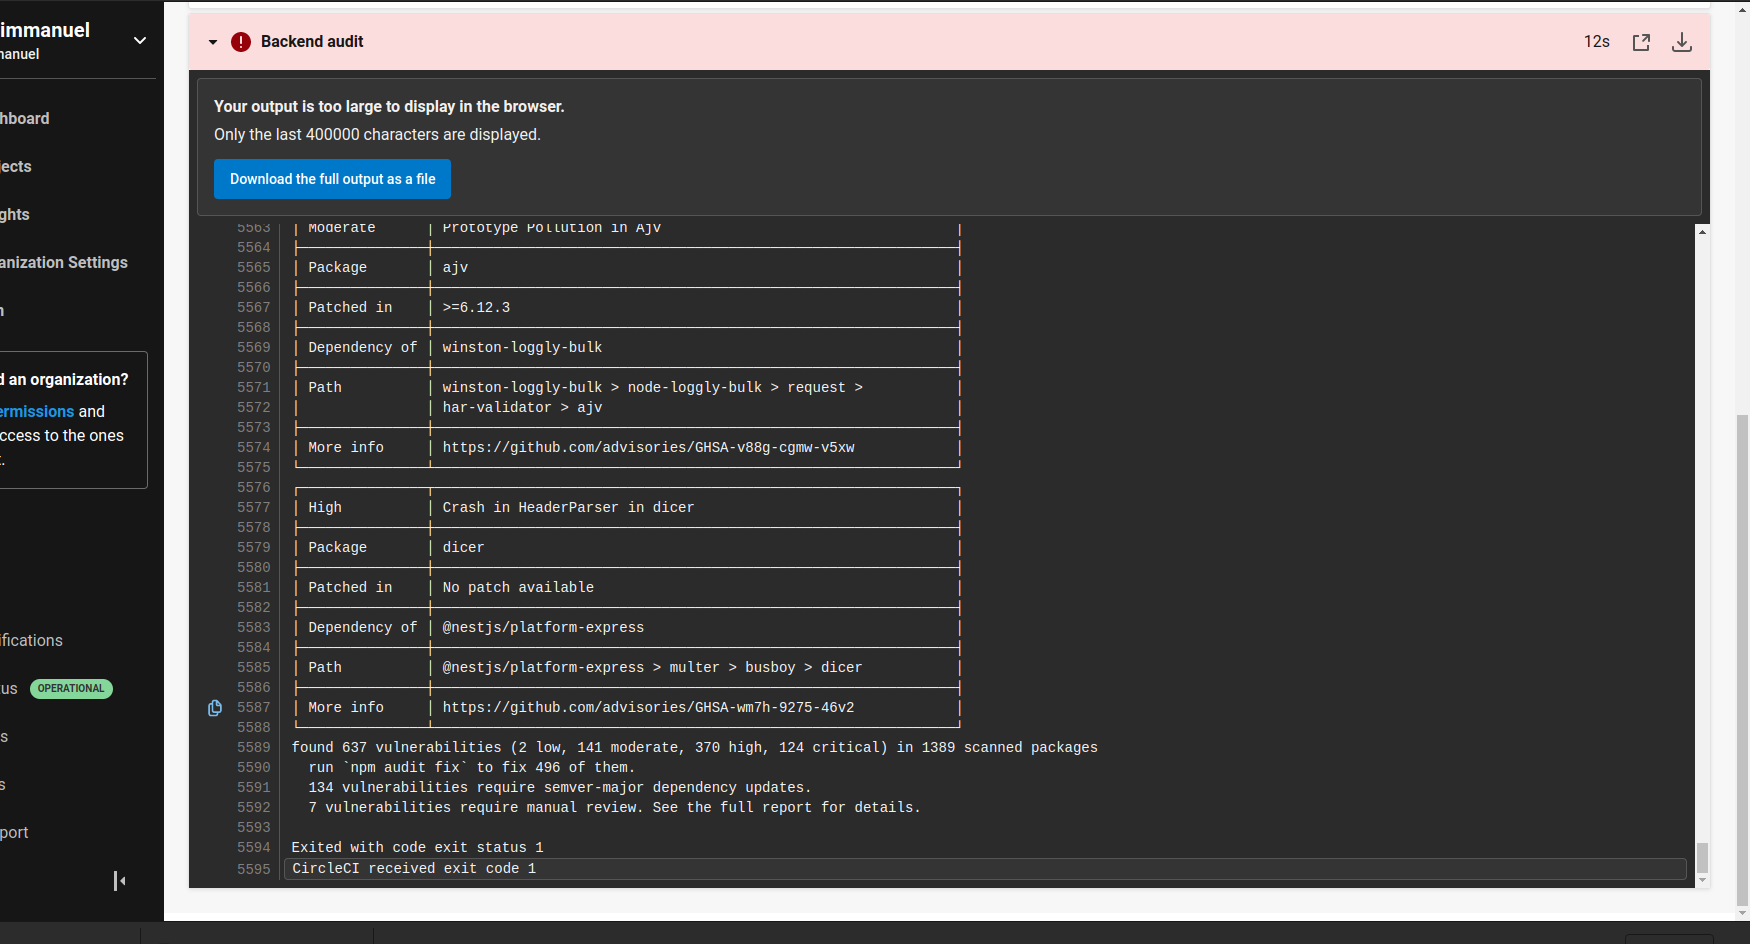 immanuel
nanuel
hboard
jects
ghts
anization Settings
n
d an organization?
ermissions and
ccess to the ones
t.
ifications
tus OPERATIONAL
s
s
port
Backend audit
12s
Your output is too large to display in the browser.
Only the last 400000 characters are displayed.
Download the full output as a file
5563 | Moderate | Prototype Pollution in Ajv |
5564
5565 | Package | ajv |
5566
5567 | Patched in | >=6.12.3 |
5568
5569 | Dependency of | winston-loggly-bulk |
5570
5571 | Path | winston-loggly-bulk > node-loggly-bulk > request > |
5572 | | har-validator > ajv |
5573
5574 | More info | https://github.com/advisories/GHSA-v88g-cgmw-v5xw |
5575
5576
5577 | High | Crash in HeaderParser in dicer |
5578
5579 | Package | dicer |
5580
5581 | Patched in | No patch available |
5582
5583 | Dependency of | @nestjs/platform-express |
5584
5585 | Path | @nestjs/platform-express > multer > busboy > dicer |
5586
5587 | More info | https://github.com/advisories/GHSA-wm7h-9275-46v2 |
5588
5589 found 637 vulnerabilities (2 low, 141 moderate, 370 high, 124 critical) in 1389 scanned packages
5590 run `npm audit fix` to fix 496 of them.
5591 134 vulnerabilities require semver-major dependency updates.
5592 7 vulnerabilities require manual review. See the full report for details.
5593
5594 Exited with code exit status 1
5595 CircleCI received exit code 1